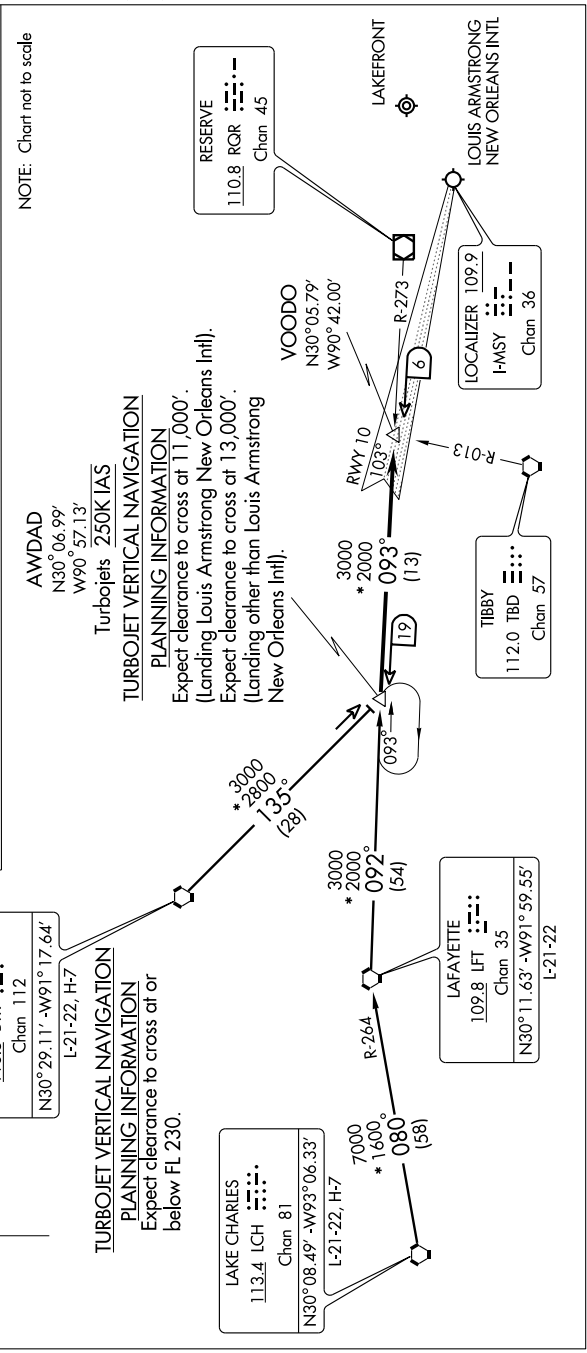 NOTE: Chart not to scale
RESERVE
110.8 RQR
Chan 45
LAKEFRONT
LOUIS ARMSTRONG
NEW ORLEANS INTL
AWDAD
N30°06.99'
W90°57.13'
Turbojets 250K IAS
TURBOJET VERTICAL NAVIGATION
PLANNING INFORMATION
Expect clearance to cross at 11,000'.
(Landing Louis Armstrong New Orleans Intl).
Expect clearance to cross at 13,000'.
(Landing other than Louis Armstrong
New Orleans Intl).
VOODO
N30°05.79'
W90°42.00'
R-273
6
RWY 10
103°
LOCALIZER 109.9
I-MSY
Chan 36
R-013
TIBBY
112.0 TBD
Chan 57
3000
*2000
093°
(13)
19
093°
3000
*2800
135°
(28)
3000
*2000
092°
(54)
Chan 112
N30°29.11'-W91°17.64'
L-21-22, H-7
TURBOJET VERTICAL NAVIGATION
PLANNING INFORMATION
Expect clearance to cross at or
below FL 230.
LAFAYETTE
109.8 LFT
Chan 35
N30°11.63'-W91°59.55'
L-21-22
R-264
7000
*1600
080°
(58)
LAKE CHARLES
113.4 LCH
Chan 81
N30°08.49'-W93°06.33'
L-21-22, H-7